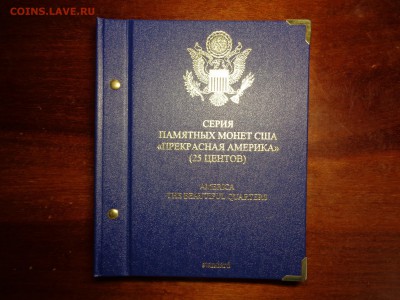 COINS.LAVE.RU
СЕРИЯ
ПАМЯТНЫХ МОНЕТ США
«ПРЕКРАСНАЯ АМЕРИКА»
(25 ЦЕНТОВ)
AMERICA
THE BEAUTIFUL QUARTERS